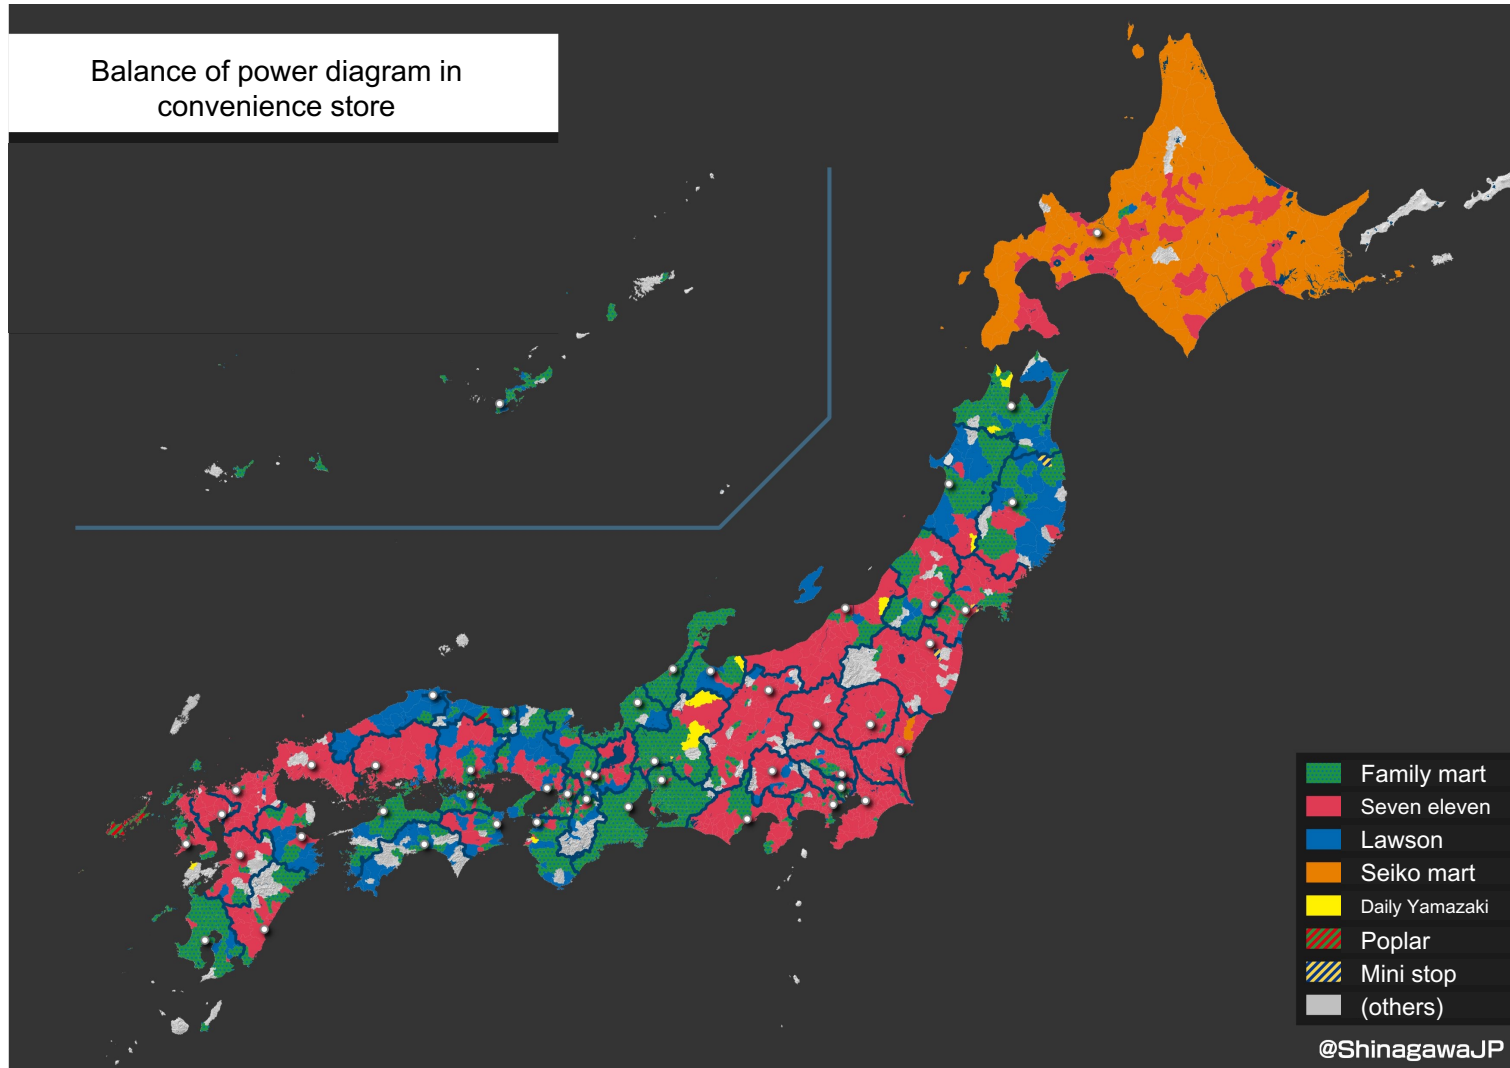 Balance of power diagram in
convenience store
Family mart
Seven eleven
Lawson
Seiko mart
Daily Yamazaki
Poplar
Mini stop
(others)
@ShinagawaJP